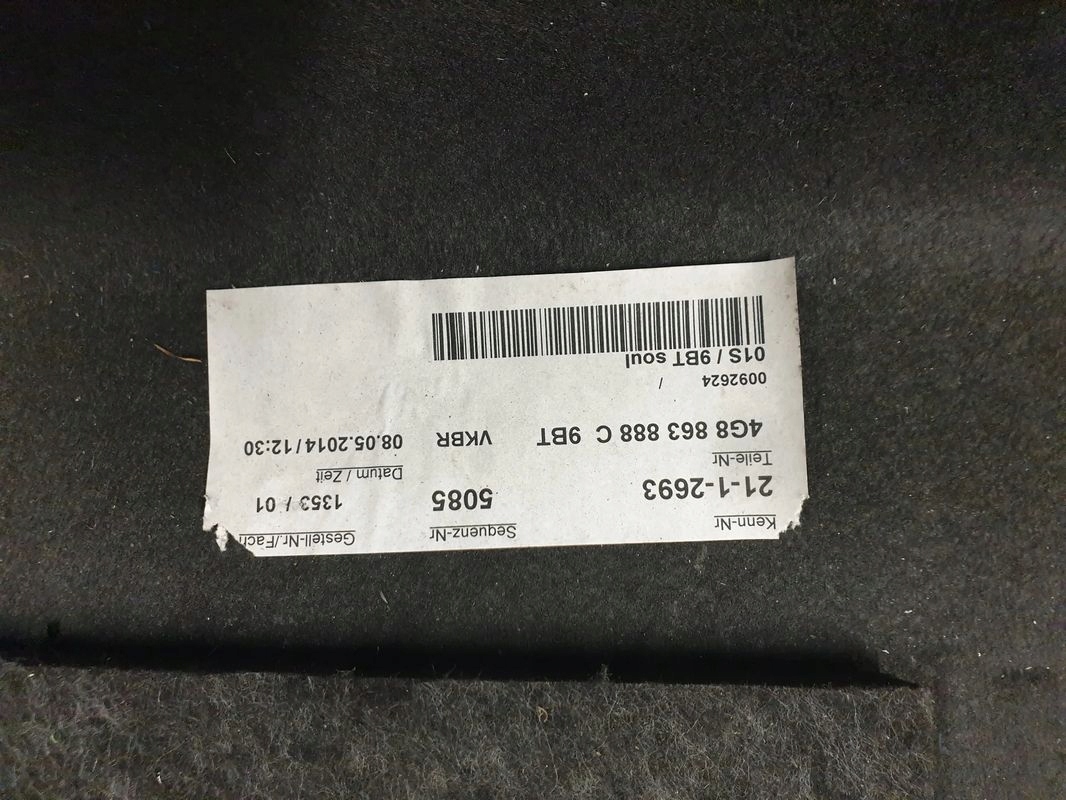 Kenn-Nr Sequenz-Nr Gestell-Nr./Fach
21-1-2693 5085 1353 / 01
Teile-Nr Datum / Zeit
4G8 863 888 C 9BT VKBR 08.05.2014 / 12:30
0092624 /
01S / 9BT soul